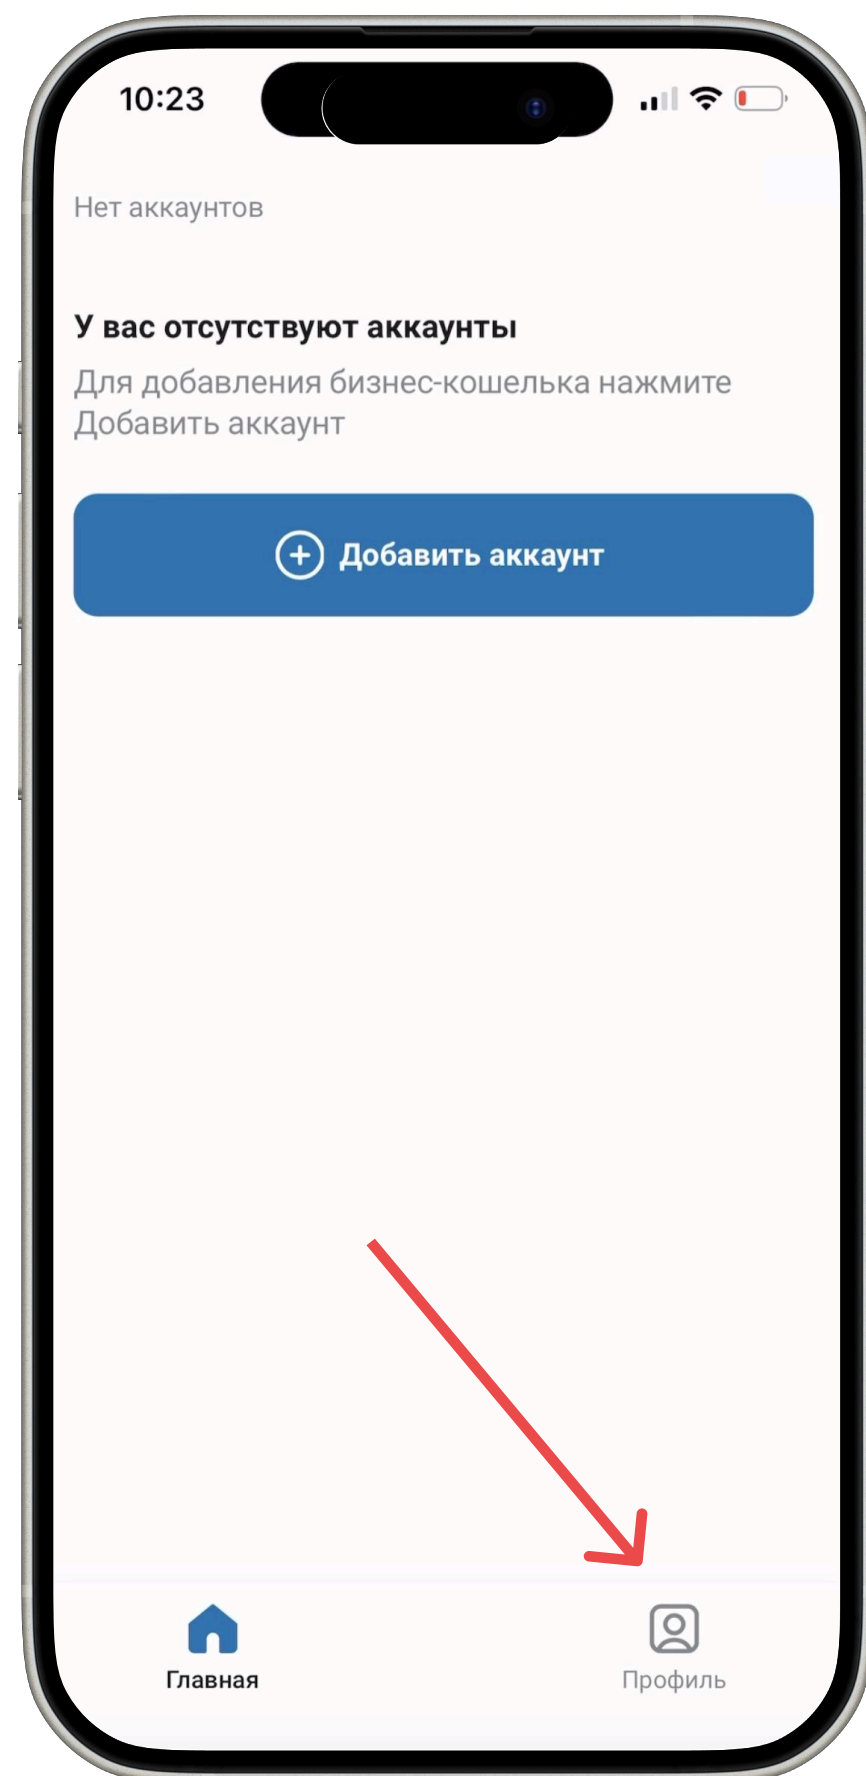 10:23
Нет аккаунтов
У вас отсутствуют аккаунты
Для добавления бизнес-кошелька нажмите
Добавить аккаунт
Добавить аккаунт
Главная
Профиль